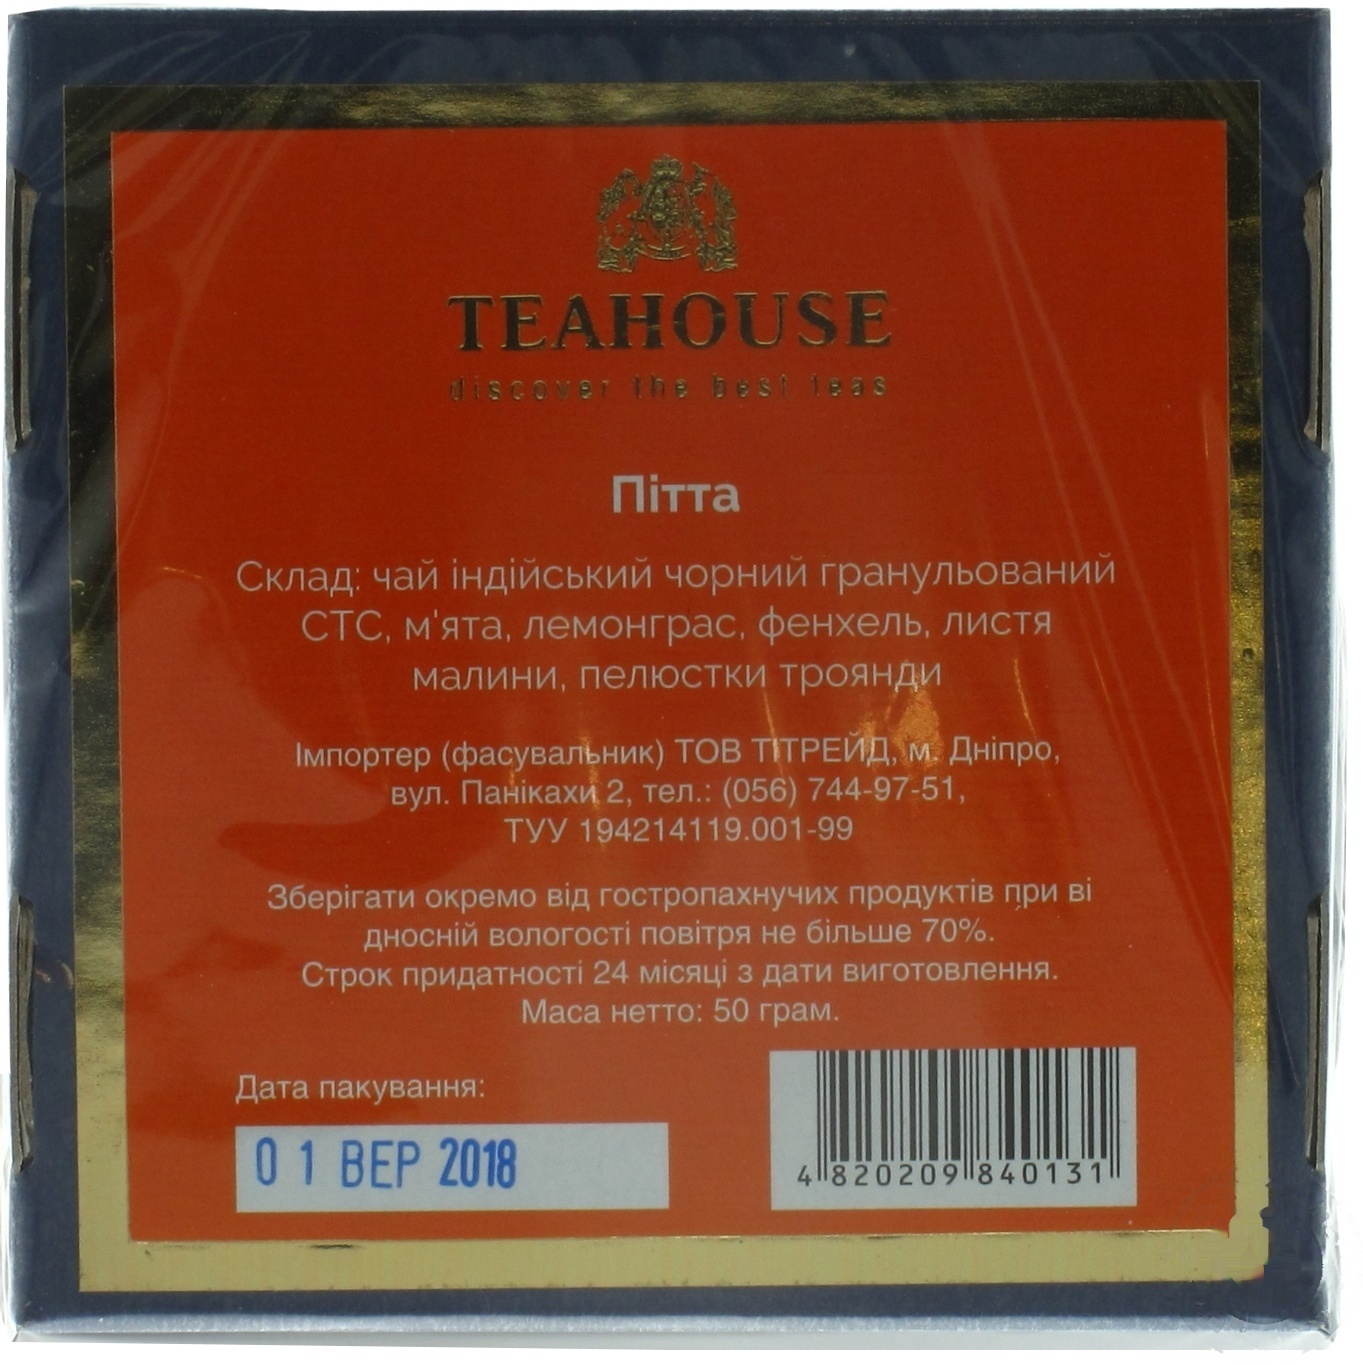 TEAHOUSE
discover the best teas
Пітта
Склад: чай індійський чорний гранульований
СТС, м'ята, лемонграс, фенхель, листя
малини, пелюстки троянди
Імпортер (фасувальник) ТОВ ТІТРЕЙД, м. Дніпро,
вул. Панікахи 2, тел.: (056) 744-97-51,
ТУУ 194214119.001-99
Зберігати окремо від гостропахнучих продуктів при ві
дносній вологості повітря не більше 70%.
Строк придатності 24 місяці з дати виготовлення.
Маса нетто: 50 грам.
Дата пакування:
01 ВЕР 2018
4 820209 840131